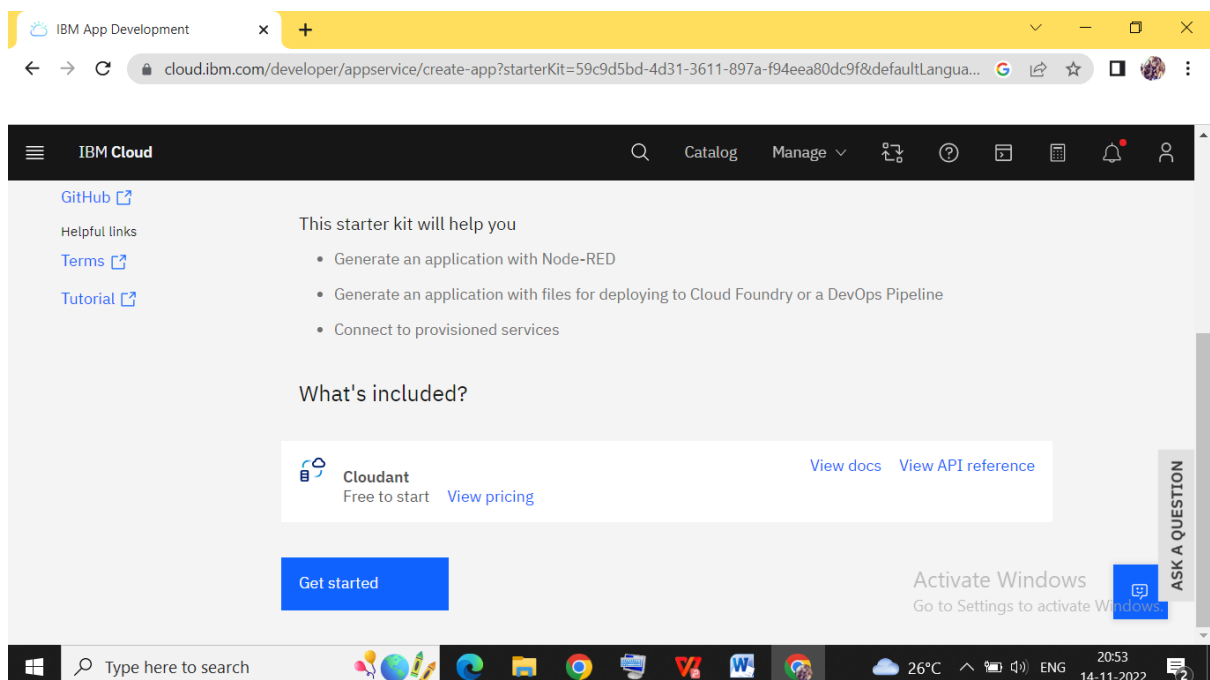 IBM App Development
cloud.ibm.com/developer/appservice/create-app?starterKit=59c9d5bd-4d31-3611-897a-f94eea80dc9f&defaultLangua...
IBM Cloud
Catalog
Manage
GitHub
Helpful links
Terms
Tutorial
This starter kit will help you
Generate an application with Node-RED
Generate an application with files for deploying to Cloud Foundry or a DevOps Pipeline
Connect to provisioned services
What's included?
Cloudant
Free to start View pricing
View docs View API reference
Get started
ASK A QUESTION
Activate Windows
Go to Settings to activate Windows.
Type here to search
26°C
ENG
20:53
14-11-2022
2